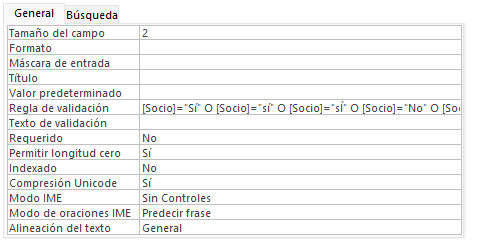 General Búsqueda
Tamaño del campo 2
Formato
Máscara de entrada
Título
Valor predeterminado
Regla de validación [Socio]="Sí" O [Socio]="sí" O [Socio]="sÍ" O [Socio]="No" O [Soc
Texto de validación
Requerido No
Permitir longitud cero Sí
Indexado No
Compresión Unicode Sí
Modo IME Sin Controles
Modo de oraciones IME Predecir frase
Alineación del texto General